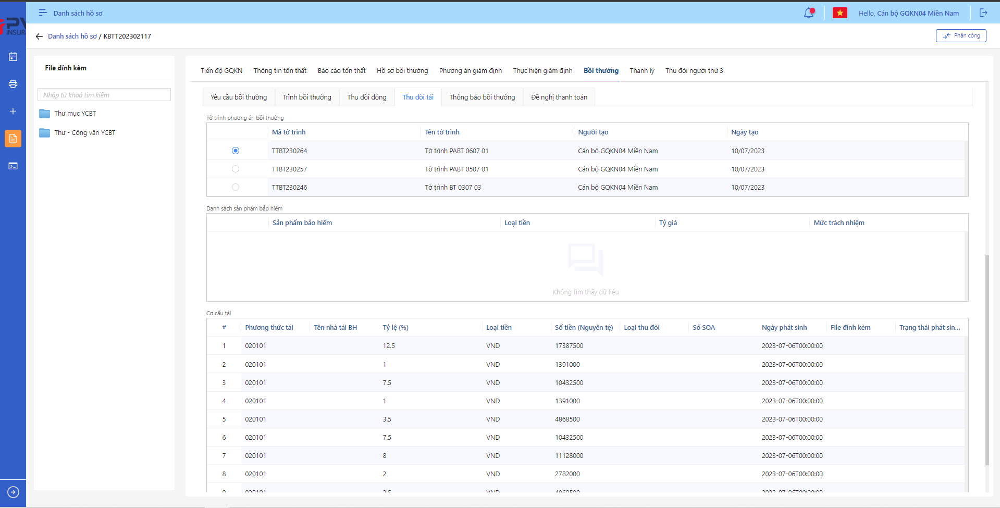 Danh sách hồ sơ
Hello, Cán bộ GQKN04 Miền Nam
Danh sách hồ sơ / KBTT202302117
Phân công
File đính kèm
Nhập từ khoá tìm kiếm
Thư mục YCBT
Thư - Công văn YCBT
Tiến độ GQKN Thông tin tổn thất Báo cáo tổn thất Hồ sơ bồi thường Phương án giám định Thực hiện giám định Bồi thường Thanh lý Thu đòi người thứ 3
Yêu cầu bồi thường Trình bồi thường Thu đòi đồng Thu đòi tái Thông báo bồi thường Đề nghị thanh toán
Tờ trình phương án bồi thường
Mã tờ trình Tên tờ trình Người tạo Ngày tạo
TTBT230264 Tờ trình PABT 0607 01 Cán bộ GQKN04 Miền Nam 10/07/2023
TTBT230257 Tờ trình PABT 0507 01 Cán bộ GQKN04 Miền Nam 10/07/2023
TTBT230246 Tờ trình BT 0307 03 Cán bộ GQKN04 Miền Nam 10/07/2023
Danh sách sản phẩm bảo hiểm
Sản phẩm bảo hiểm Loại tiền Tỷ giá Mức trách nhiệm
Không tìm thấy dữ liệu
Cơ cấu tái
# Phương thức tái Tên nhà tái BH Tỷ lệ (%) Loại tiền Số tiền (Nguyên tệ) Loại thu đòi Số SOA Ngày phát sinh File đính kèm Trạng thái phát sin...
1 020101 12.5 VND 17387500 2023-07-06T00:00:00
2 020101 1 VND 1391000 2023-07-06T00:00:00
3 020101 7.5 VND 10432500 2023-07-06T00:00:00
4 020101 1 VND 1391000 2023-07-06T00:00:00
5 020101 3.5 VND 4868500 2023-07-06T00:00:00
6 020101 7.5 VND 10432500 2023-07-06T00:00:00
7 020101 8 VND 11128000 2023-07-06T00:00:00
8 020101 2 VND 2782000 2023-07-06T00:00:00